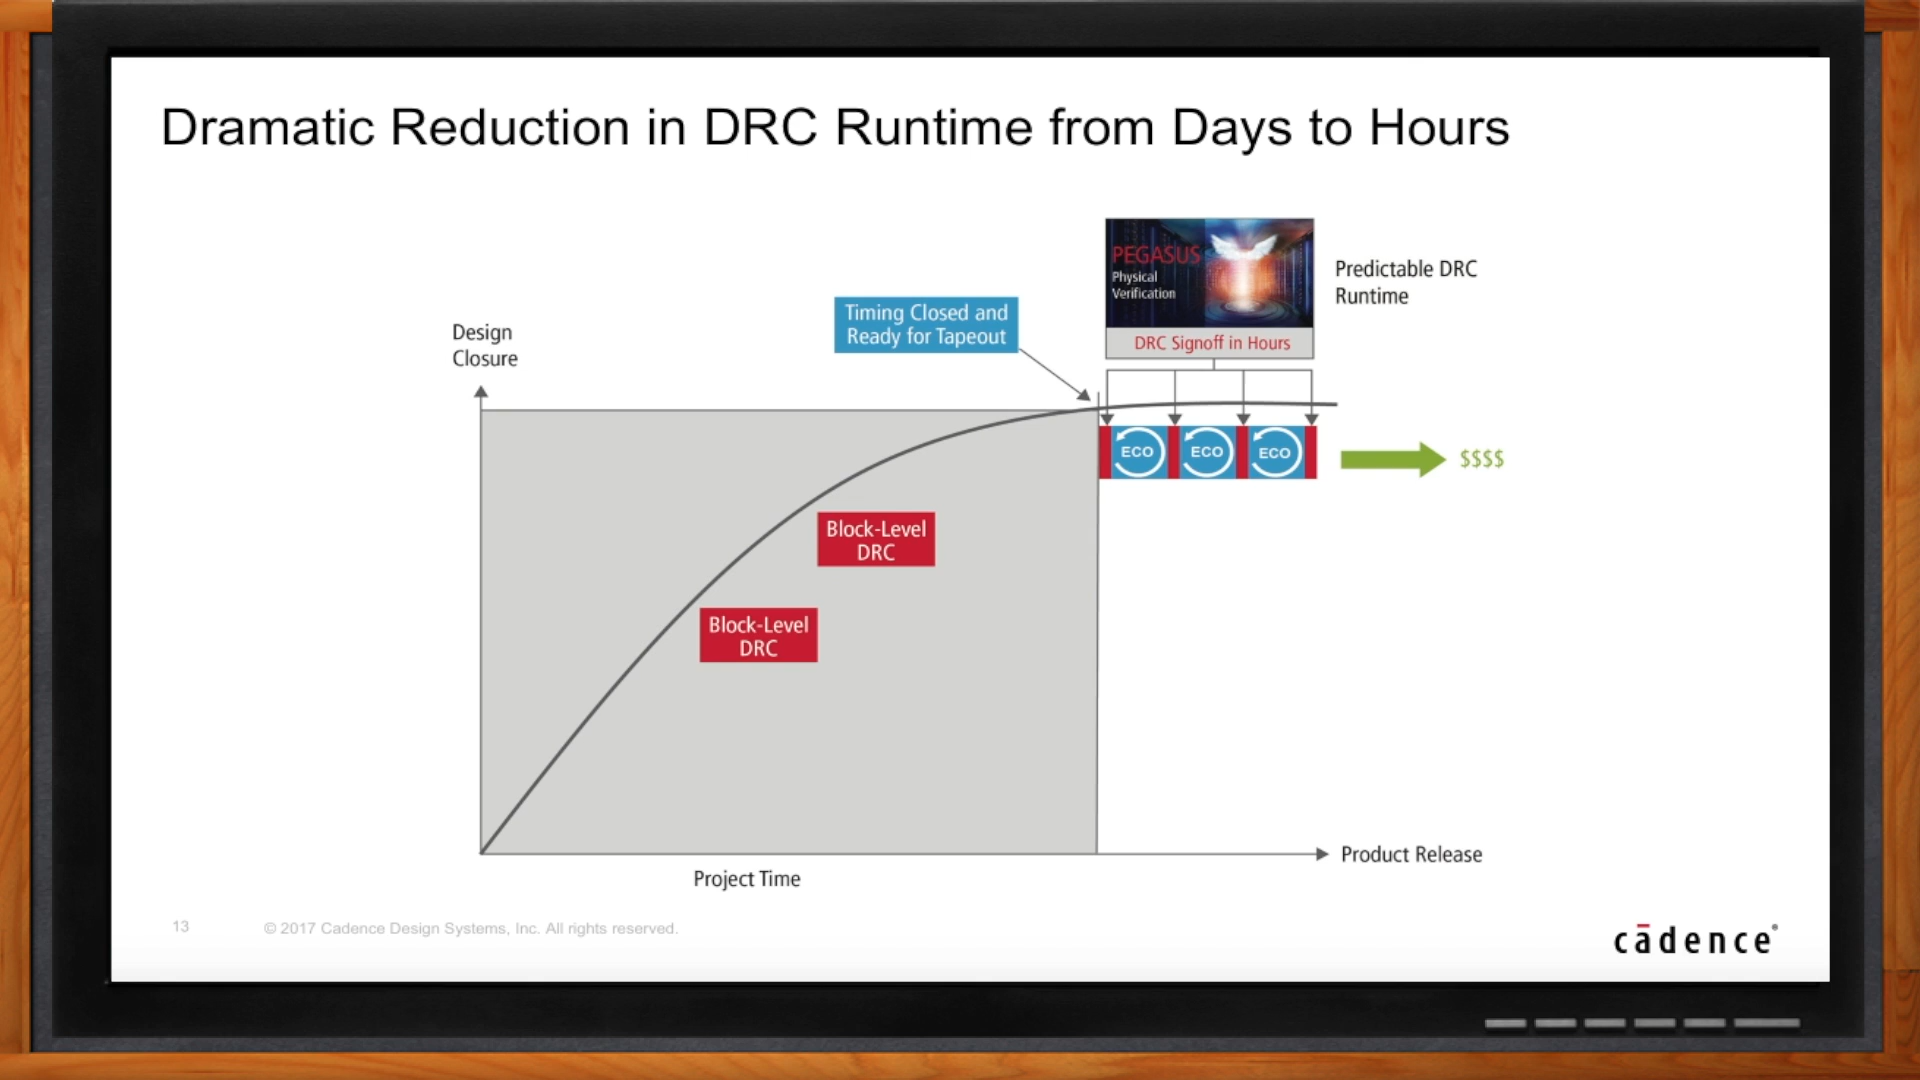 Dramatic Reduction in DRC Runtime from Days to Hours
PEGASUS
Physical
Verification
DRC Signoff in Hours
Predictable DRC
Runtime
Timing Closed and
Ready for Tapeout
Design
Closure
ECO
ECO
ECO
$$$$
Block-Level
DRC
Block-Level
DRC
Product Release
Project Time
13
© 2017 Cadence Design Systems, Inc. All rights reserved.
cādence®